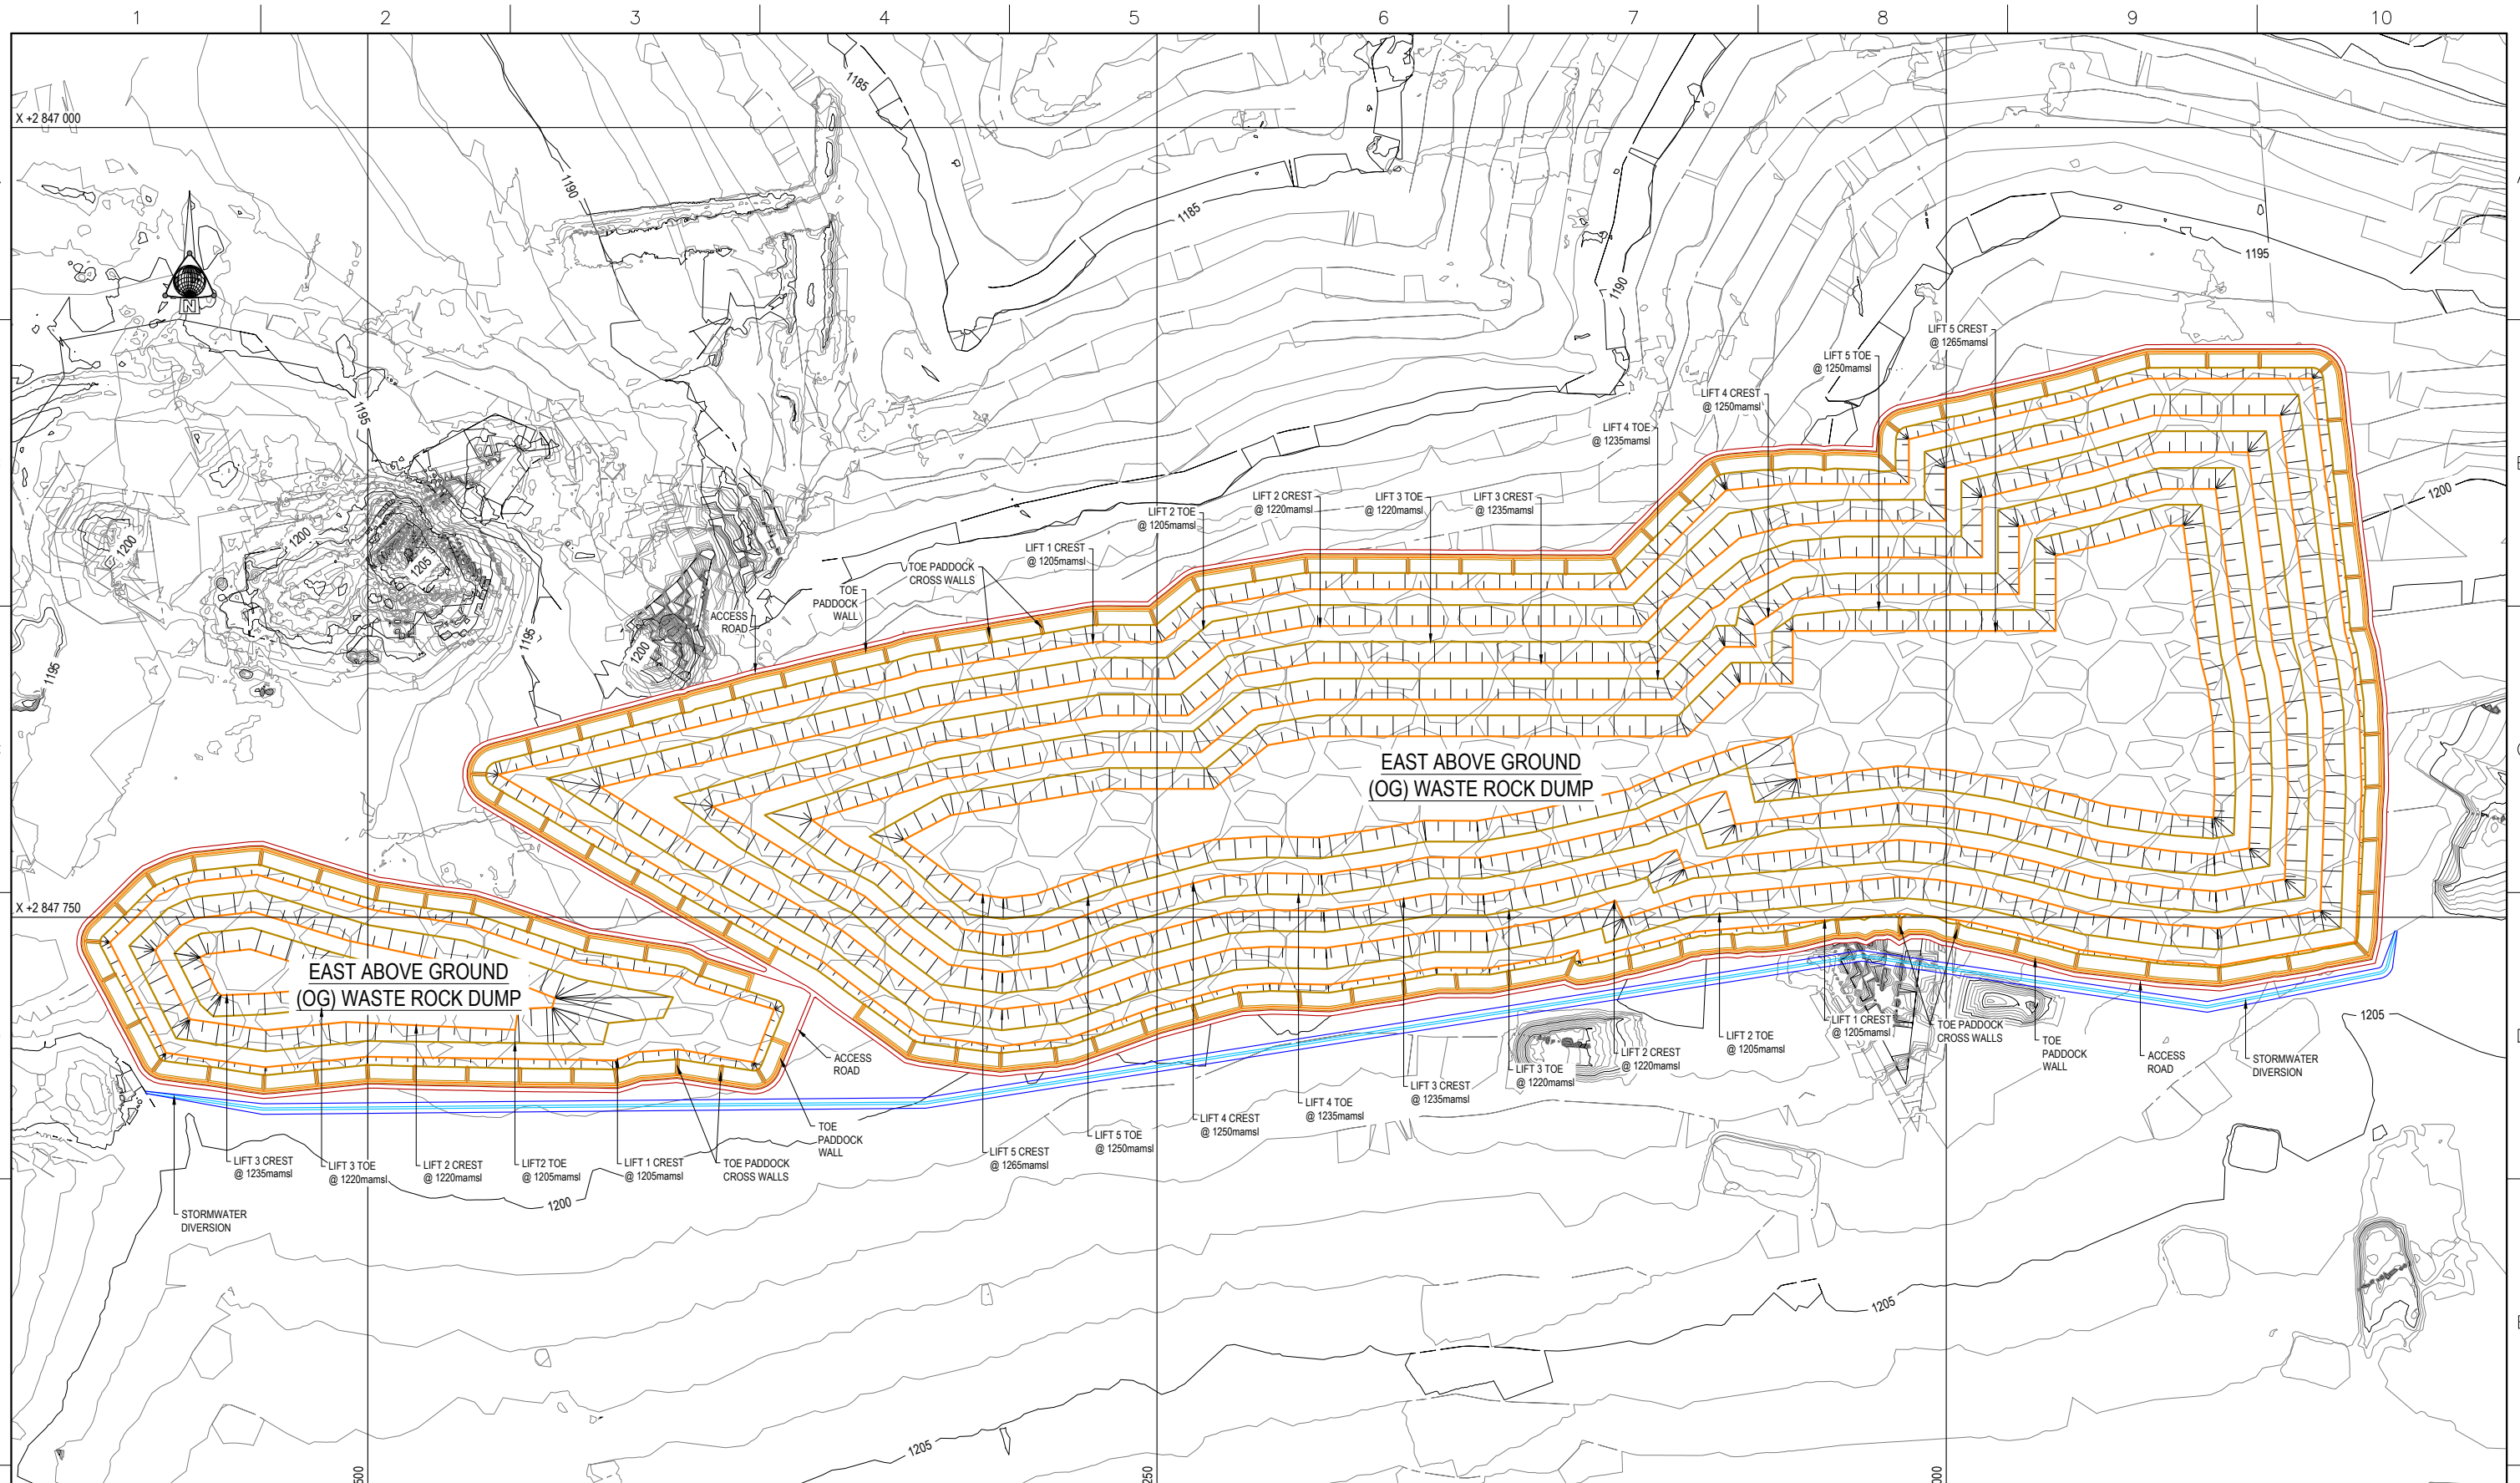 1 2 3 4 5 6 7 8 9 10
X +2 847 000
1185
1190
1185
N
1195
1190
LIFT 5 CREST
@ 1265mamsl
LIFT 5 TOE
@ 1250mamsl
LIFT 4 CREST
@ 1250mamsl
LIFT 4 TOE
@ 1235mamsl
1195
1200
1200
1200
1205
LIFT 2 CREST
@ 1220mamsl
LIFT 3 TOE
@ 1220mamsl
LIFT 3 CREST
@ 1235mamsl
LIFT 2 TOE
@ 1205mamsl
LIFT 1 CREST
@ 1205mamsl
TOE PADDOCK
CROSS WALLS
TOE
PADDOCK
WALL
ACCESS
ROAD
1195
1195
1200
EAST ABOVE GROUND
(OG) WASTE ROCK DUMP
X +2 847 750
EAST ABOVE GROUND
(OG) WASTE ROCK DUMP
ACCESS
ROAD
TOE
PADDOCK
WALL
LIFT 3 CREST
@ 1235mamsl
LIFT 3 TOE
@ 1220mamsl
LIFT 2 CREST
@ 1220mamsl
LIFT2 TOE
@ 1205mamsl
LIFT 1 CREST
@ 1205mamsl
TOE PADDOCK
CROSS WALLS
STORMWATER
DIVERSION
1200
LIFT 5 CREST
@ 1265mamsl
LIFT 5 TOE
@ 1250mamsl
LIFT 4 CREST
@ 1250mamsl
LIFT 4 TOE
@ 1235mamsl
LIFT 3 CREST
@ 1235mamsl
LIFT 3 TOE
@ 1220mamsl
LIFT 2 CREST
@ 1220mamsl
LIFT 2 TOE
@ 1205mamsl
LIFT 1 CREST
@ 1205mamsl
TOE PADDOCK
CROSS WALLS
TOE
PADDOCK
WALL
ACCESS
ROAD
STORMWATER
DIVERSION
1205
1205
1205